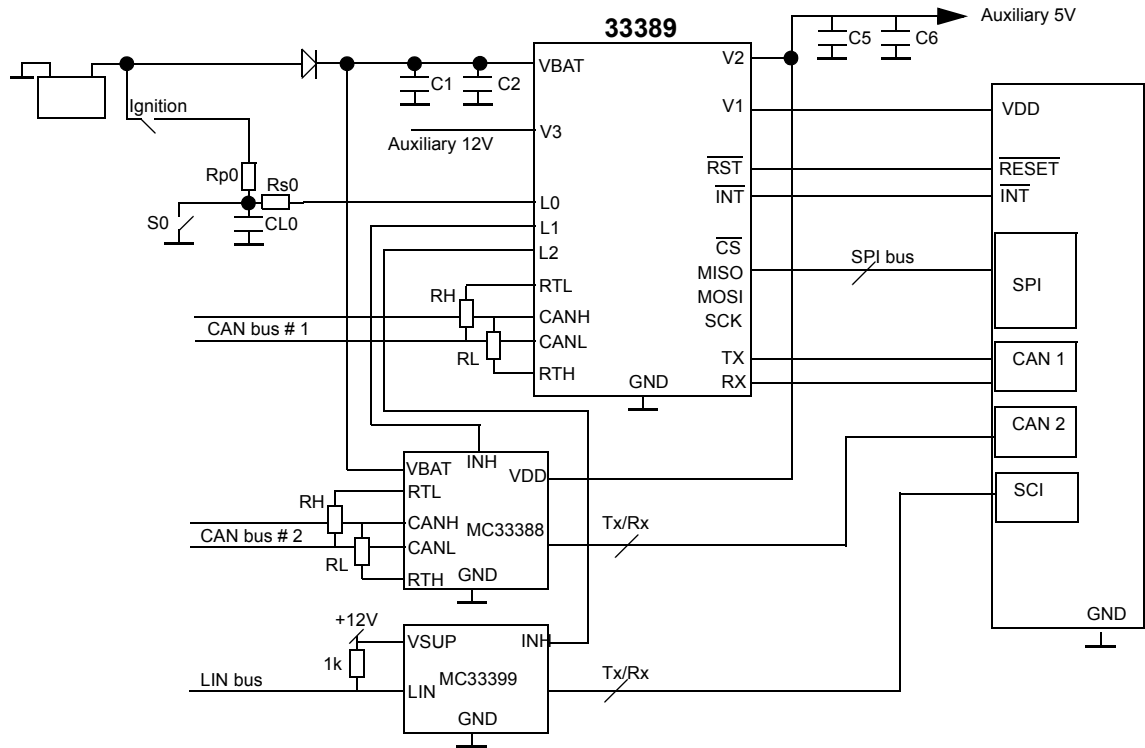 33389
Auxiliary 5V
C5
C6
V2
VBAT
C1
C2
Ignition
V1
VDD
Auxiliary 12V
V3
Rp0
Rs0
RST
RESET
L0
INT
INT
S0
CL0
L1
CS
L2
SPI bus
MISO
SPI
RTL
MOSI
RH
CANH
SCK
CAN bus # 1
CANL
RL
TX
CAN 1
RTH
GND
RX
CAN 2
INH
VBAT
VDD
RTL
SCI
RH
CANH
MC33388
Tx/Rx
CAN bus # 2
CANL
RL
GND
RTH
GND
+12V
VSUP
INH
1k
Tx/Rx
LIN bus
LIN
MC33399
GND